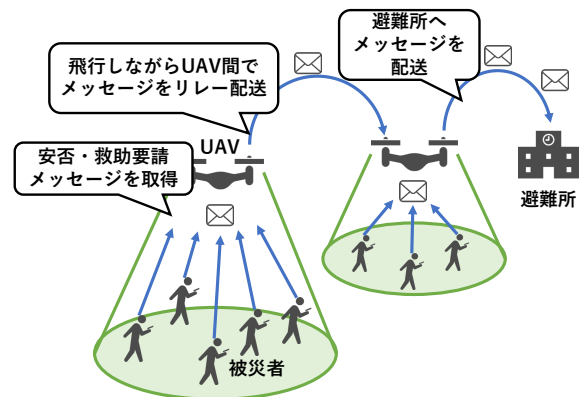 飛行しながらUAV間で
メッセージをリレー配送
避難所へ
メッセージを
配送
UAV
安否・救助要請
メッセージを取得
避難所
被災者